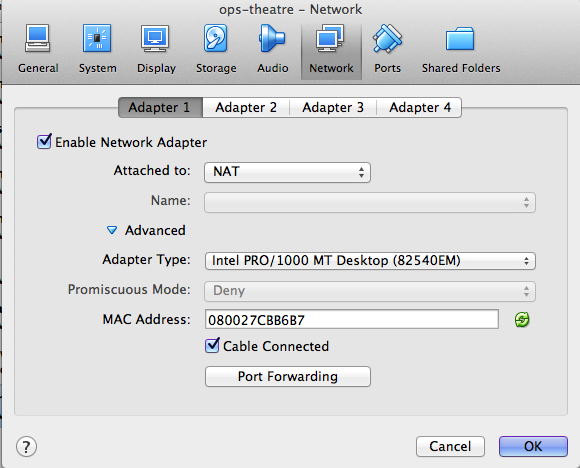 ops-theatre – Network
General System Display Storage Audio Network Ports Shared Folders
Adapter 1 Adapter 2 Adapter 3 Adapter 4
Enable Network Adapter
Attached to: NAT
Name:
Advanced
Adapter Type: Intel PRO/1000 MT Desktop (82540EM)
Promiscuous Mode: Deny
MAC Address: 080027CBB6B7
Cable Connected
Port Forwarding
? Cancel OK